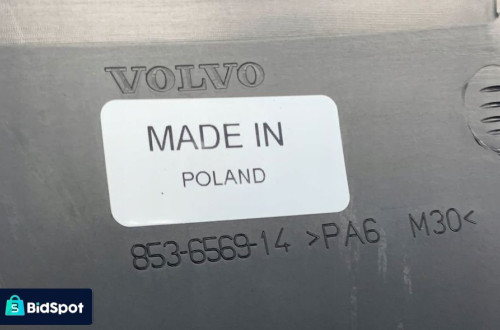 VOLVO
MADE IN
POLAND
853-6569-14 >PA6 M30<
BidSpot